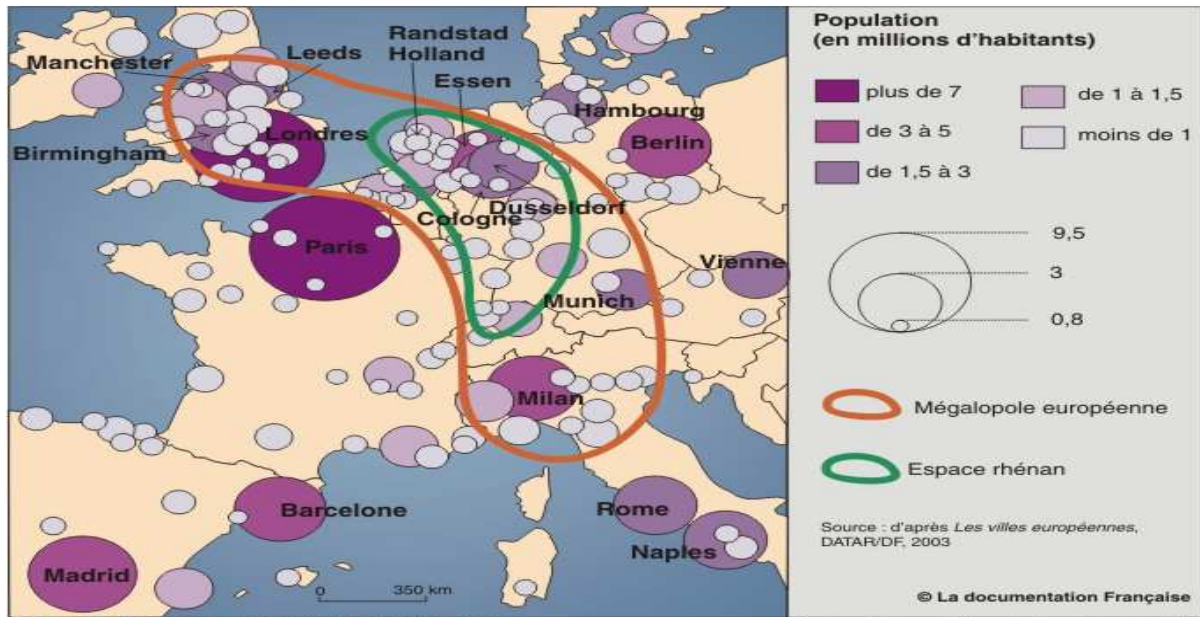 Manchester
Leeds
Randstad
Holland
Essen
Hambourg
Londres
Berlin
Birmingham
Dusseldorf
Cologne
Paris
Vienne
Munich
Milan
Barcelone
Rome
Naples
Madrid
0 350 km
Population
(en millions d'habitants)
plus de 7
de 1 à 1,5
de 3 à 5
moins de 1
de 1,5 à 3
9,5
3
0,8
Mégalopole européenne
Espace rhénan
Source : d'après Les villes européennes,
DATAR/DF, 2003
© La documentation Française